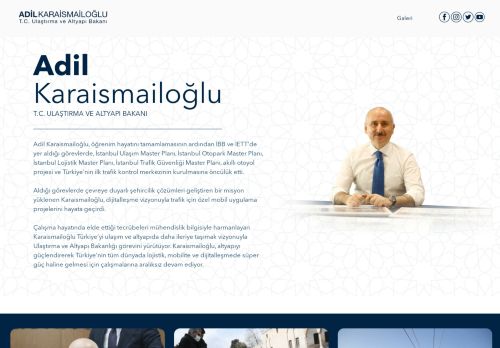 ADİLKARAİSMAİLOĞLU
T.C. Ulaştırma ve Altyapı Bakanı
Galeri
Adil
Karaismailoğlu
T.C. ULAŞTIRMA VE ALTYAPI BAKANI
Adil Karaismailoğlu, öğrenim hayatını tamamlamasının ardından İBB ve İETT'de
yer aldığı görevlerde, İstanbul Ulaşım Master Planı, İstanbul Otopark Master Planı,
İstanbul Lojistik Master Planı, İstanbul Trafik Güvenliği Master Planı, akıllı otoyol
projesi ve Türkiye'nin ilk trafik kontrol merkezinin kurulmasına öncülük etti.
Aldığı görevlerde çevreye duyarlı şehircilik çözümleri geliştiren bir misyon
yüklenen Karaismailoğlu, dijitalleşme vizyonuyla trafik için özel mobil uygulama
projelerini hayata geçirdi.
Çalışma hayatında elde ettiği tecrübeleri mühendislik bilgisiyle harmanlayan
Karaismailoğlu Türkiye'yi ulaşım ve altyapıda daha ileriye taşımak vizyonuyla
Ulaştırma ve Altyapı Bakanlığı görevini yürütüyor. Karaismailoğlu, altyapıyı
güçlendirerek Türkiye'nin tüm dünyada lojistik, mobilite ve dijitalleşmede süper
güç haline gelmesi için çalışmalarına aralıksız devam ediyor.